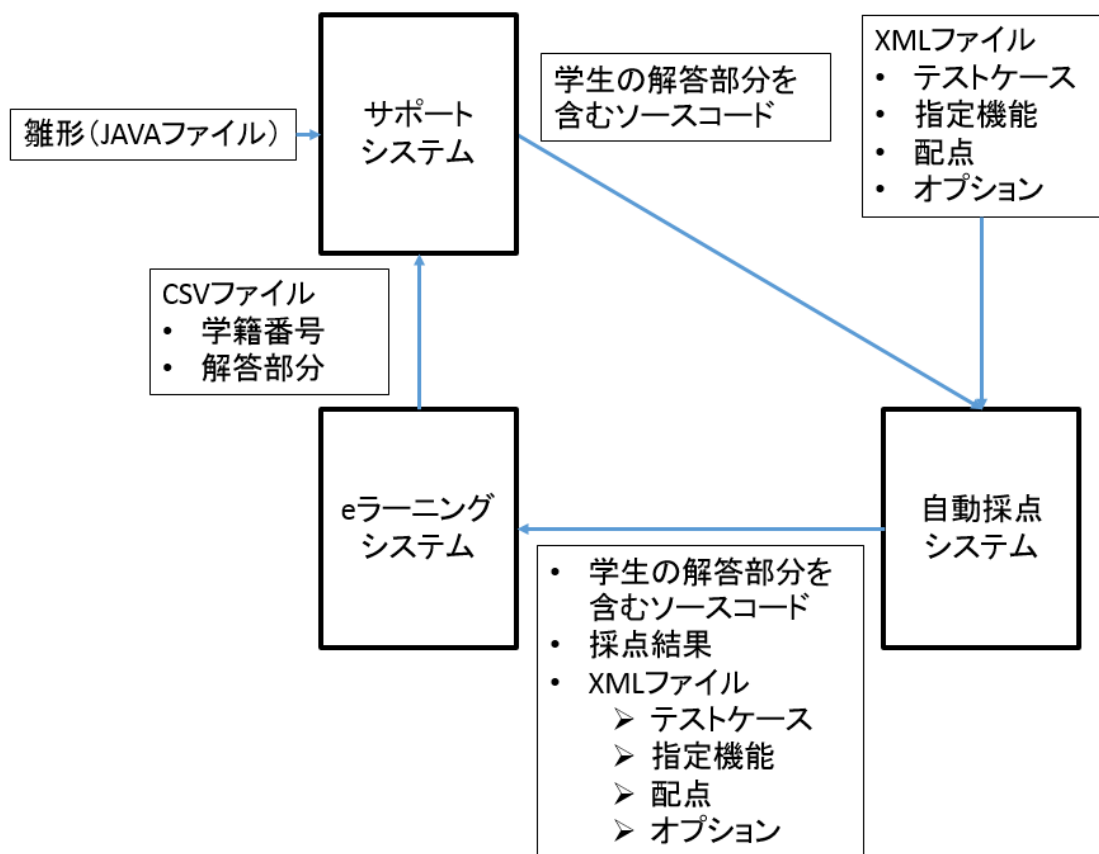 雛形（JAVAファイル）
サポート
システム
学生の解答部分を
含むソースコード
XMLファイル
• テストケース
• 指定機能
• 配点
• オプション
CSVファイル
• 学籍番号
• 解答部分
eラーニング
システム
自動採点
システム
• 学生の解答部分を
含むソースコード
• 採点結果
• XMLファイル
➢ テストケース
➢ 指定機能
➢ 配点
➢ オプション